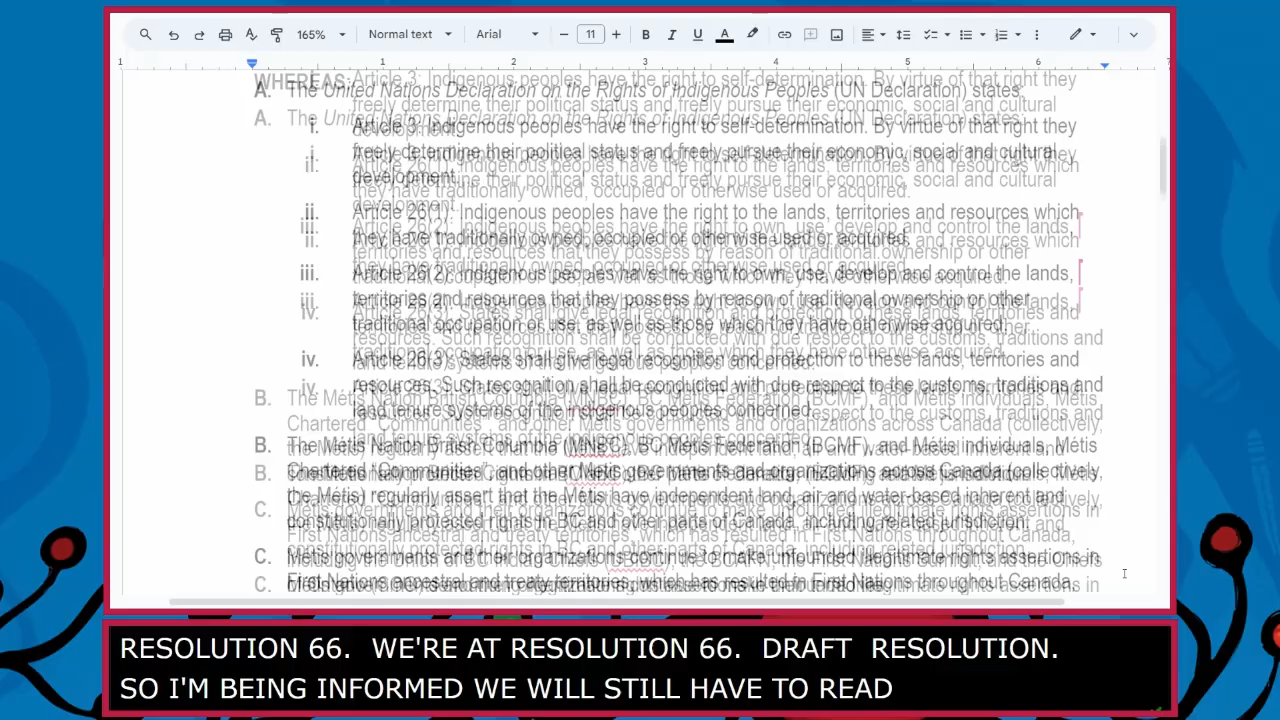 165%
Normal text
Arial
11
1
1
2
3
4
5
6
7
WHEREAS:
A. The United Nations Declaration on the Rights of Indigenous Peoples (UN Declaration) states:
i. Article 3: Indigenous peoples have the right to self-determination. By virtue of that right they
freely determine their political status and freely pursue their economic, social and cultural
development.
ii. Article 26(1): Indigenous peoples have the right to the lands, territories and resources which
they have traditionally owned, occupied or otherwise used or acquired.
iii. Article 26(2): Indigenous peoples have the right to own, use, develop and control the lands,
territories and resources that they possess by reason of traditional ownership or other
traditional occupation or use, as well as those which they have otherwise acquired.
iv. Article 26(3): States shall give legal recognition and protection to these lands, territories and
resources. Such recognition shall be conducted with due respect to the customs, traditions and
land tenure systems of the Indigenous peoples concerned.
B. The Métis Nation British Columbia (MNBC), BC Métis Federation (BCMF), and Métis individuals, Métis
Chartered "Communities", and other Métis governments and organizations across Canada (collectively,
the Métis) regularly assert that the Métis have independent land, air and water-based inherent and
constitutionally protected rights in BC and other parts of Canada, including related jurisdiction.
C. Métis governments and their organizations continue to make unfounded illegitimate rights assertions in
First Nations ancestral and treaty territories, which has resulted in First Nations throughout Canada,
RESOLUTION 66. WE'RE AT RESOLUTION 66. DRAFT RESOLUTION.
SO I'M BEING INFORMED WE WILL STILL HAVE TO READ